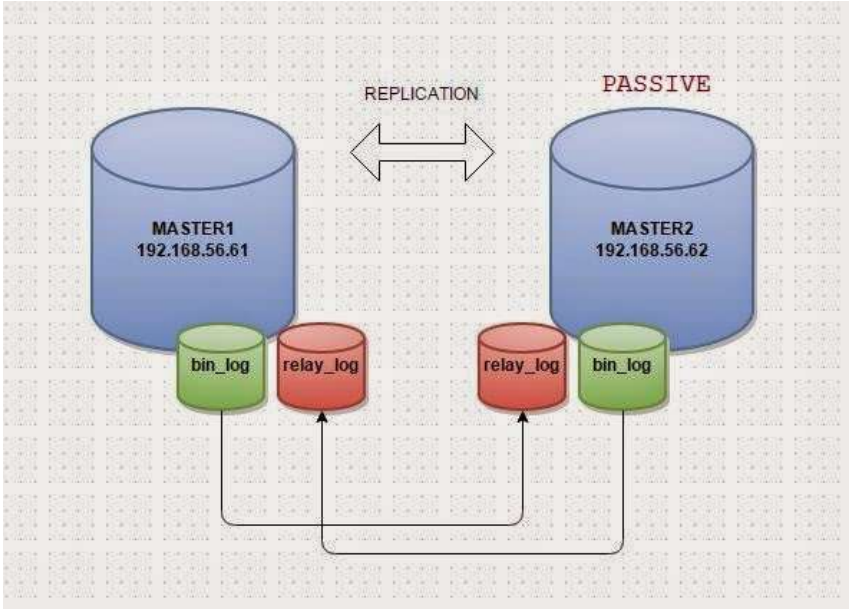 REPLICATION
PASSIVE
MASTER1
192.168.56.61
MASTER2
192.168.56.62
bin_log
relay_log
relay_log
bin_log